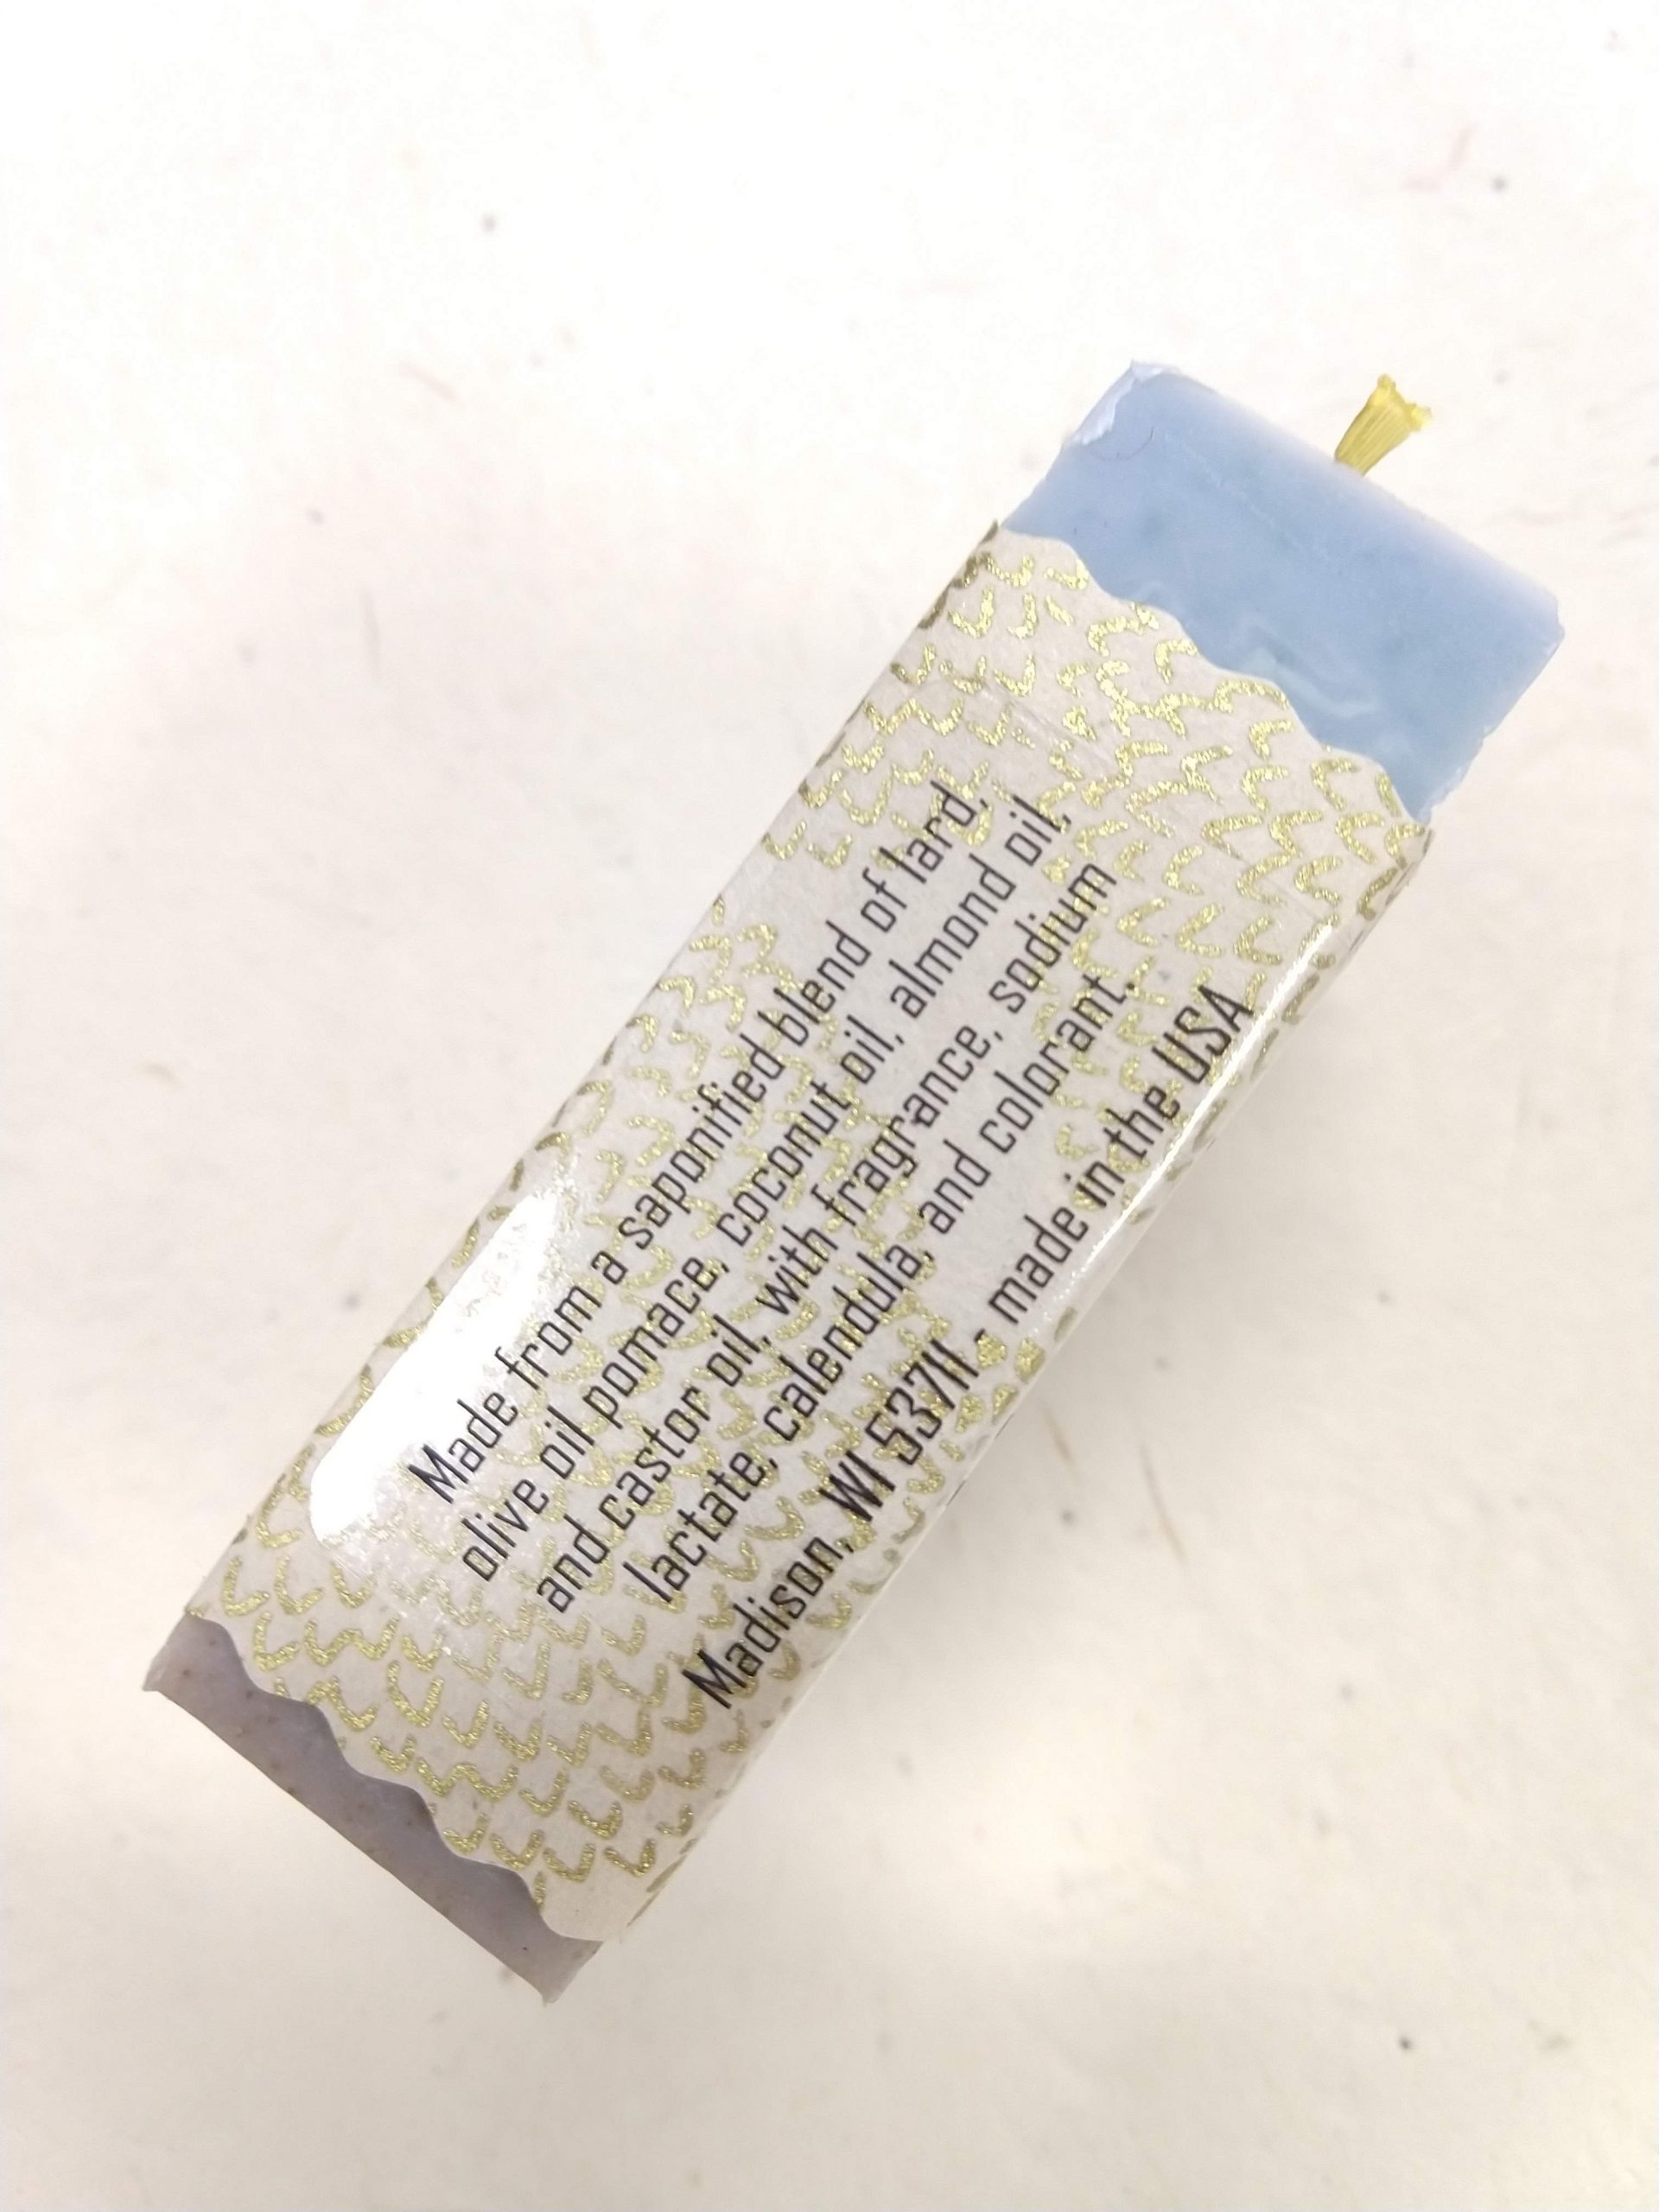 Made from a saponified blend of lard,
olive oil pomace, coconut oil, almond oil,
and castor oil, with fragrance, sodium
lactate, calendula, and colorant.
Madison, WI 53711 - made in the USA